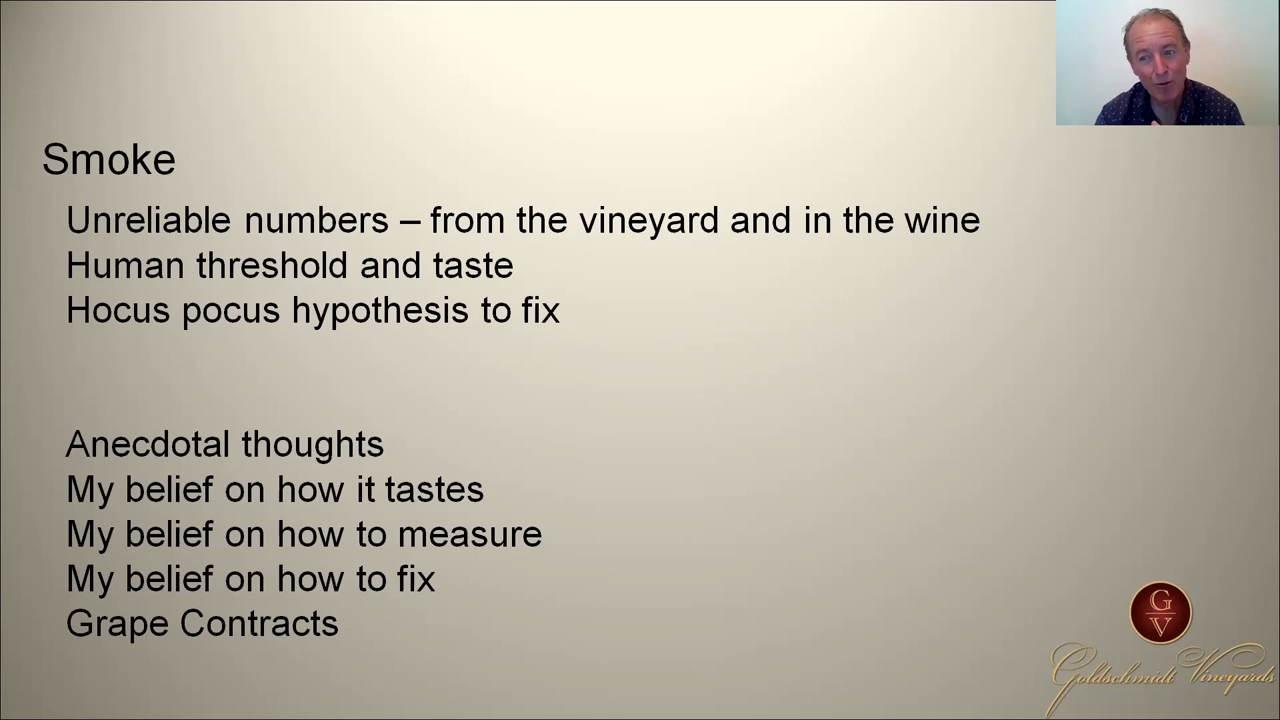 Smoke
Unreliable numbers – from the vineyard and in the wine
Human threshold and taste
Hocus pocus hypothesis to fix
Anecdotal thoughts
My belief on how it tastes
My belief on how to measure
My belief on how to fix
Grape Contracts
G
V
Goldschmidt Vineyards